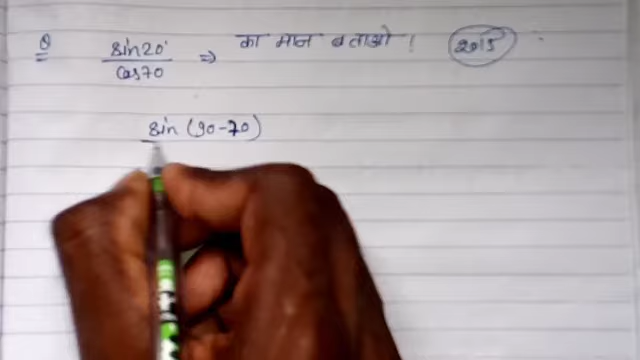 Q sin20° / cos70 ⇒ का मान बताओ ! 2015
sin (90-70)